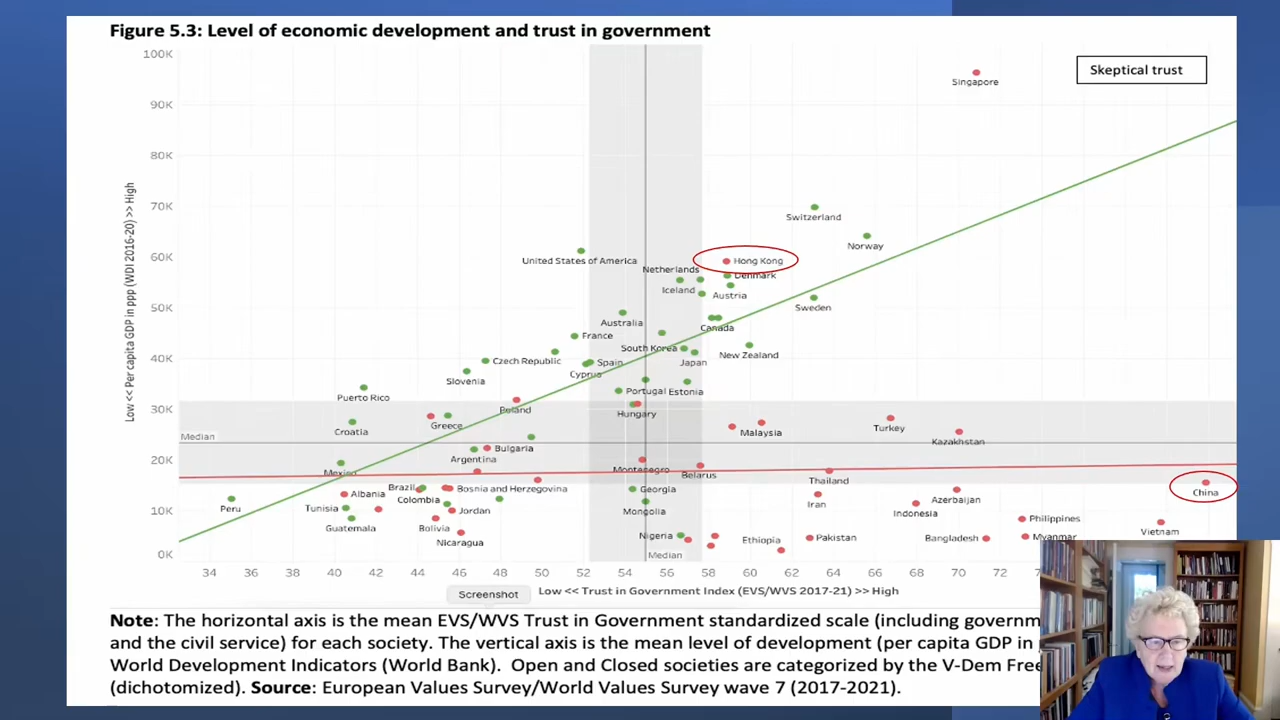 Figure 5.3: Level of economic development and trust in government
100K
90K
80K
70K
60K
50K
40K
30K
20K
10K
0K
Low << Per capita GDP in ppp (WDI 2016-20) >> High
Skeptical trust
Singapore
Switzerland
Norway
United States of America
Hong Kong
Netherlands
Denmark
Iceland
Austria
Sweden
Australia
Canada
France
South Korea
Japan
New Zealand
Czech Republic
Spain
Cyprus
Slovenia
Puerto Rico
Portugal
Estonia
Poland
Hungary
Croatia
Greece
Malaysia
Turkey
Kazakhstan
Median
Bulgaria
Argentina
Mexico
Montenegro
Belarus
Thailand
China
Brazil
Albania
Colombia
Bosnia and Herzegovina
Georgia
Peru
Tunisia
Jordan
Mongolia
Iran
Indonesia
Azerbaijan
Guatemala
Bolivia
Nicaragua
Nigeria
Ethiopia
Pakistan
Bangladesh
Philippines
Myanmar
Vietnam
Median
34 36 38 40 42 44 46 48 50 52 54 56 58 60 62 64 66 68 70 72
Screenshot
Low << Trust in Government Index (EVS/WVS 2017-21) >> High
Note: The horizontal axis is the mean EVS/WVS Trust in Government standardized scale (including governm
and the civil service) for each society. The vertical axis is the mean level of development (per capita GDP in
World Development Indicators (World Bank). Open and Closed societies are categorized by the V-Dem Free
(dichotomized). Source: European Values Survey/World Values Survey wave 7 (2017-2021).